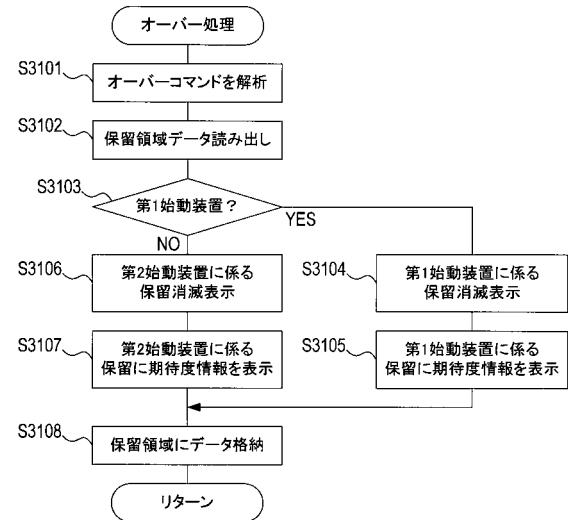 オーバー処理
S3101
オーバーコマンドを解析
S3102
保留領域データ読み出し
S3103
第1始動装置？
YES
NO
S3106
第2始動装置に係る
保留消滅表示
S3104
第1始動装置に係る
保留消滅表示
S3107
第2始動装置に係る
保留に期待度情報を表示
S3105
第1始動装置に係る
保留に期待度情報を表示
S3108
保留領域にデータ格納
リターン